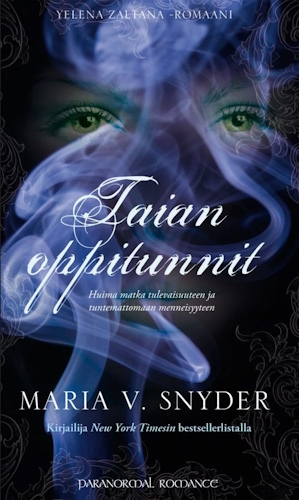 YELENA ZALTANA -ROMAANI
Taian
oppitunnit
Huima matka tulevaisuuteen ja
tuntemattomaan menneisyyteen
MARIA V. SNYDER
Kirjailija New York Timesin bestsellerlistalla
PARANORMAL ROMANCE